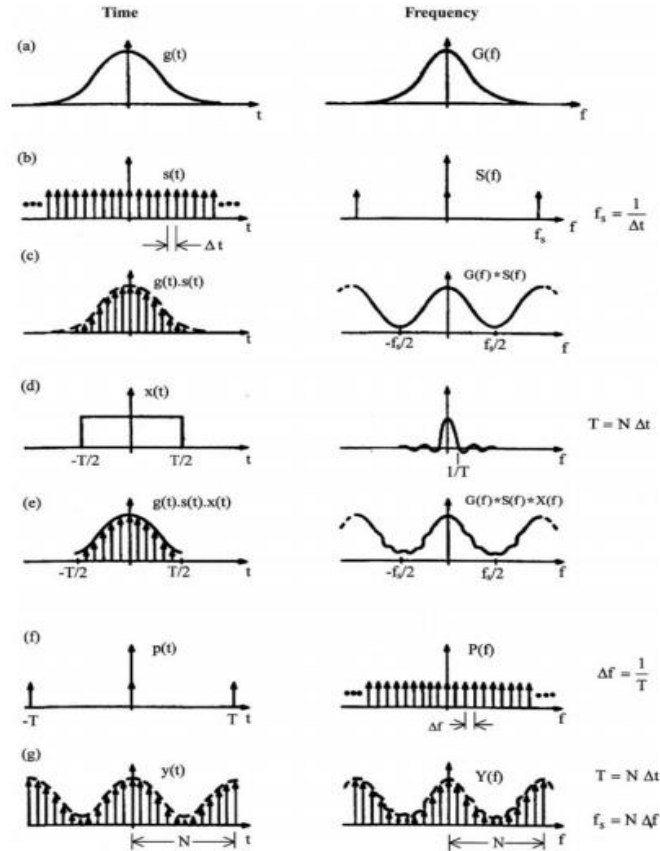 Time Frequency
(a)
g(t) G(f)
t f
(b)
s(t) S(f)
t f_s f f_s = 1/Δt
Δ t
(c)
g(t).s(t) G(f)*S(f)
t -f_s/2 f_s/2 f
(d)
x(t)
-T/2 T/2 t 1/T f T = N Δt
(e)
g(t).s(t).x(t) G(f)*S(f)*X(f)
-T/2 T/2 t -f_s/2 f_s/2 f
(f)
p(t) P(f)
-T T t Δf f Δf = 1/T
(g)
y(t) Y(f) T = N Δt
N t N f f_s = N Δf